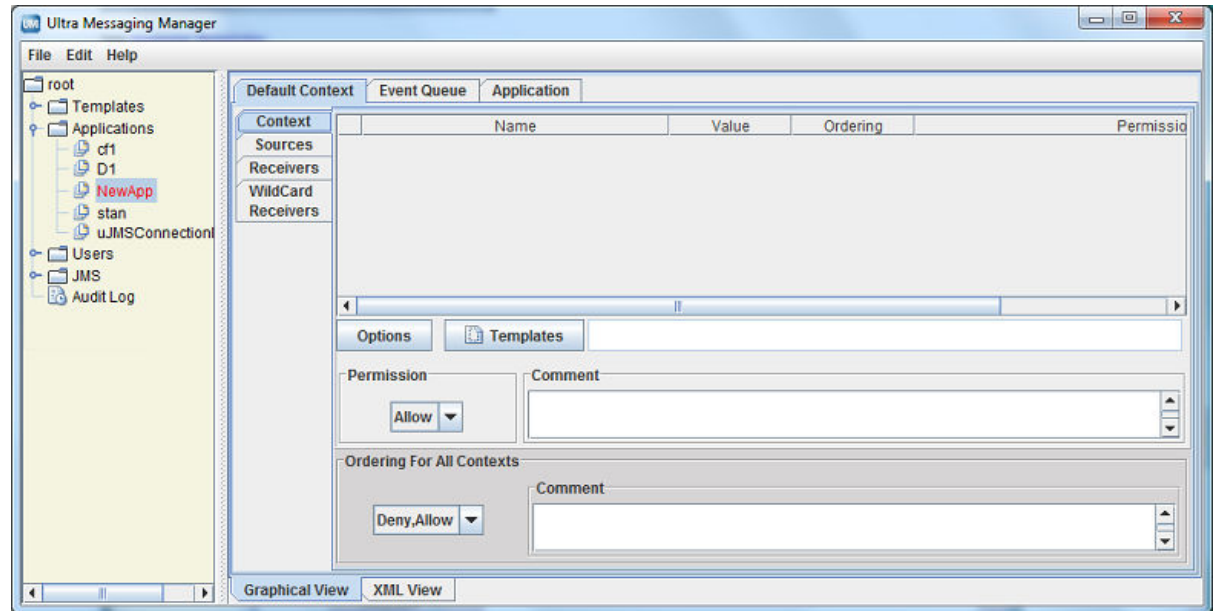 UM Ultra Messaging Manager
File Edit Help
root
Templates
Applications
cf1
D1
NewApp
stan
uJMSConnectionl
Users
JMS
Audit Log
Default Context Event Queue Application
Context
Sources
Receivers
WildCard
Receivers
Name Value Ordering Permissio
Options Templates
Permission Comment
Allow
Ordering For All Contexts
Comment
Deny,Allow
Graphical View XML View